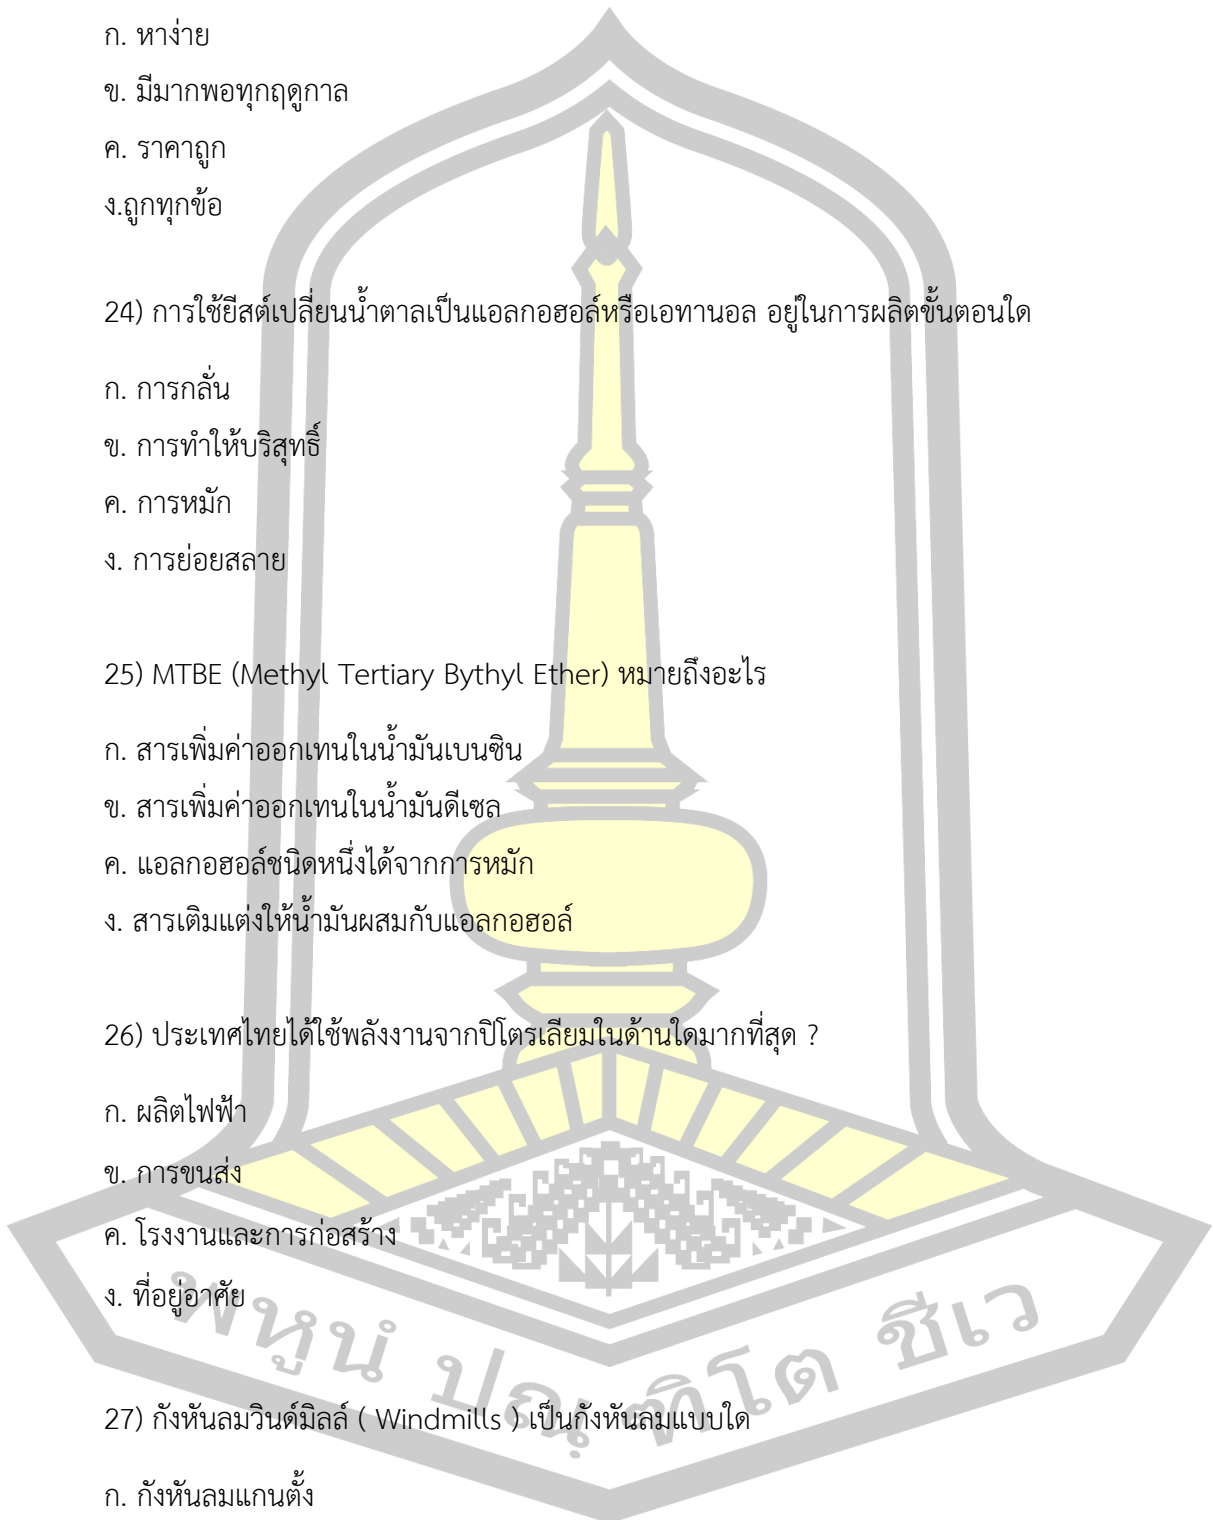 ก. หาง่าย
ข. มีมากพอทุกฤดูกาล
ค. ราคาถูก
ง.ถูกทุกข้อ
24) การใช้ยีสต์เปลี่ยนน้ำตาลเป็นแอลกอฮอล์หรือเอทานอล อยู่ในการผลิตขั้นตอนใด
ก. การกลั่น
ข. การทำให้บริสุทธิ์
ค. การหมัก
ง. การย่อยสลาย
25) MTBE (Methyl Tertiary Bythyl Ether) หมายถึงอะไร
ก. สารเพิ่มค่าออกเทนในน้ำมันเบนซิน
ข. สารเพิ่มค่าออกเทนในน้ำมันดีเซล
ค. แอลกอฮอล์ชนิดหนึ่งได้จากการหมัก
ง. สารเติมแต่งให้น้ำมันผสมกับแอลกอฮอล์
26) ประเทศไทยได้ใช้พลังงานจากปิโตรเลียมในด้านใดมากที่สุด ?
ก. ผลิตไฟฟ้า
ข. การขนส่ง
ค. โรงงานและการก่อสร้าง
ง. ที่อยู่อาศัย
พหูนํ ปณฺฑิโต ชีเว
27) กังหันลมวินด์มิลล์ ( Windmills ) เป็นกังหันลมแบบใด
ก. กังหันลมแกนตั้ง